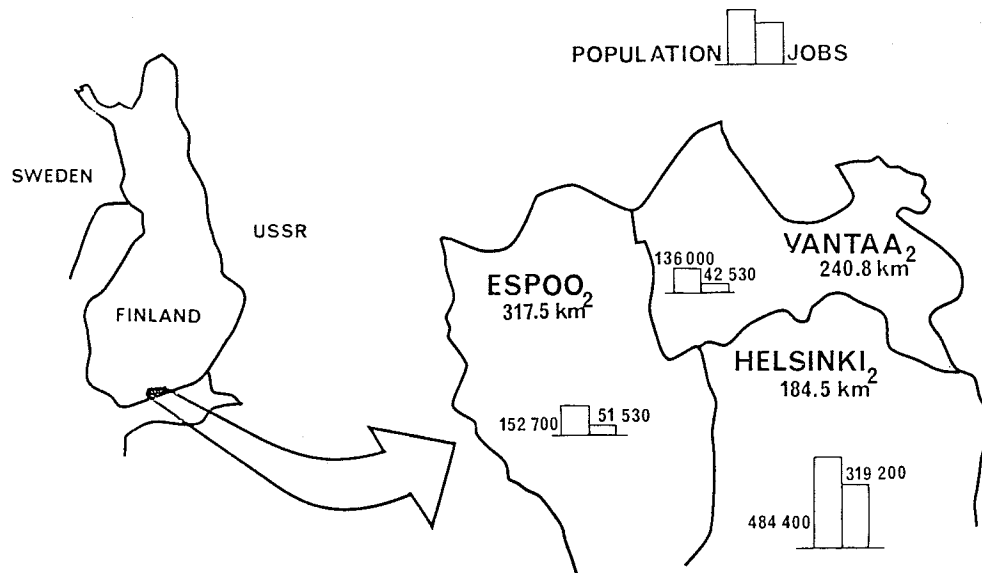 POPULATION JOBS
SWEDEN
USSR
FINLAND
ESPOO
317.5 km²
152 700
51 530
136 000
42 530
VANTAA
240.8 km²
HELSINKI
184.5 km²
484 400
319 200